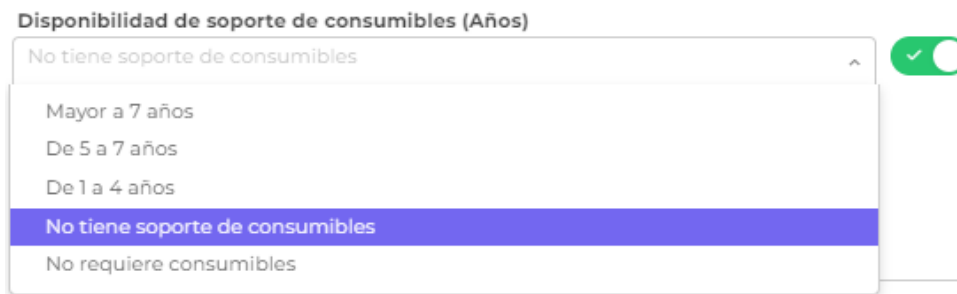 Disponibilidad de soporte de consumibles (Años)
No tiene soporte de consumibles
Mayor a 7 años
De 5 a 7 años
De 1 a 4 años
No tiene soporte de consumibles
No requiere consumibles